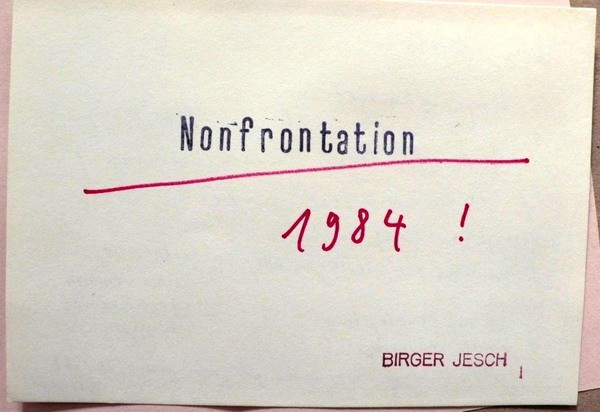 Nonfrontation
1984 !
BIRGER JESCH